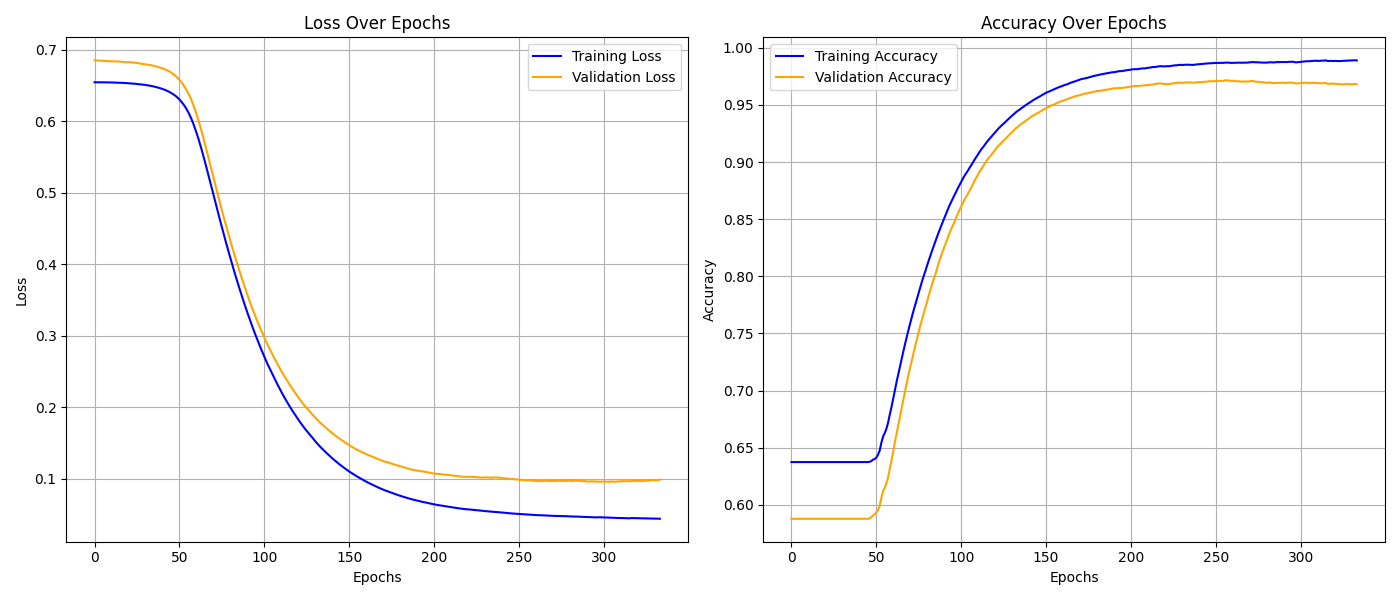 Loss Over Epochs
Training Loss
Validation Loss
0.7
0.6
0.5
0.4
0.3
0.2
0.1
Loss
0 50 100 150 200 250 300
Epochs
Accuracy Over Epochs
Training Accuracy
Validation Accuracy
1.00
0.95
0.90
0.85
0.80
0.75
0.70
0.65
0.60
Accuracy
0 50 100 150 200 250 300
Epochs